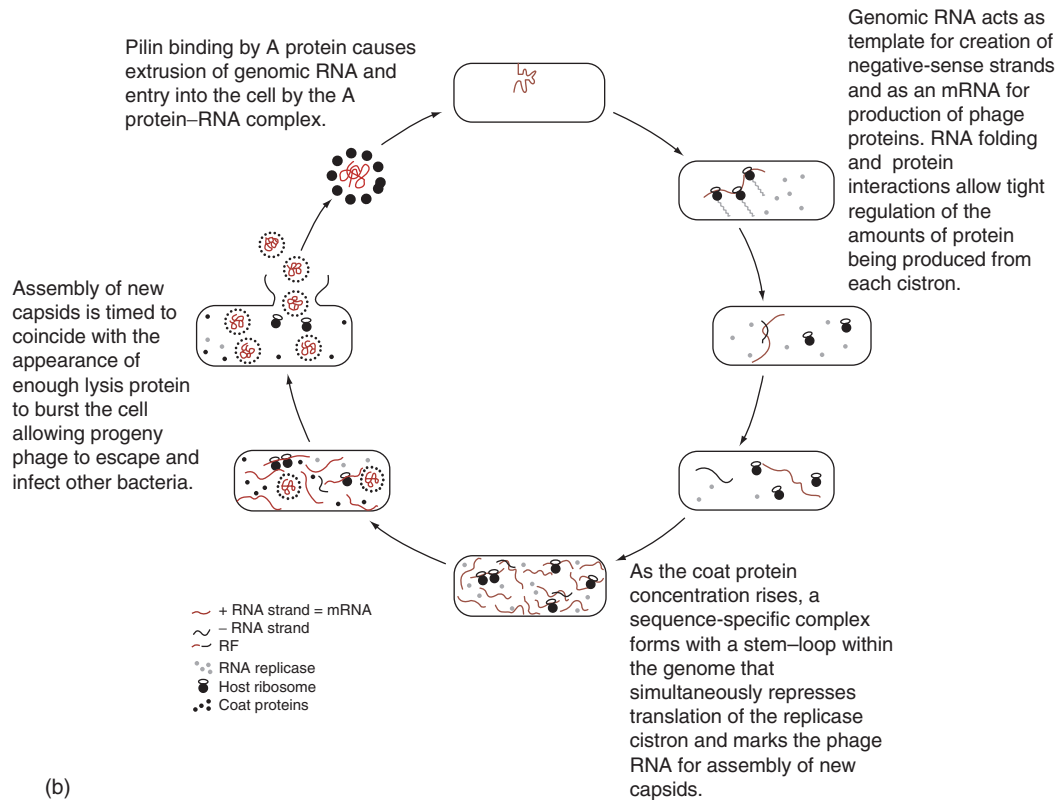 Pilin binding by A protein causes
extrusion of genomic RNA and
entry into the cell by the A
protein–RNA complex.
Genomic RNA acts as
template for creation of
negative-sense strands
and as an mRNA for
production of phage
proteins. RNA folding
and protein
interactions allow tight
regulation of the
amounts of protein
being produced from
each cistron.
Assembly of new
capsids is timed to
coincide with the
appearance of
enough lysis protein
to burst the cell
allowing progeny
phage to escape and
infect other bacteria.
As the coat protein
concentration rises, a
sequence-specific complex
forms with a stem–loop within
the genome that
simultaneously represses
translation of the replicase
cistron and marks the phage
RNA for assembly of new
capsids.
+ RNA strand = mRNA
– RNA strand
RF
RNA replicase
Host ribosome
Coat proteins
(b)